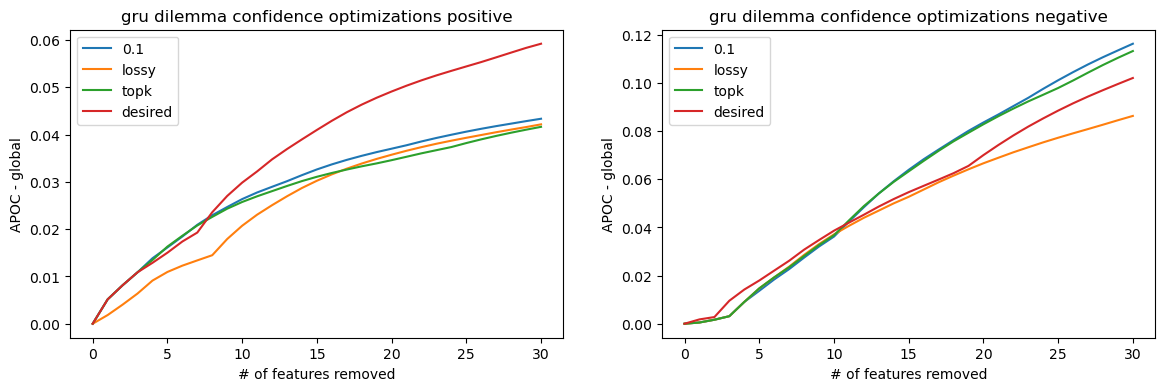 gru dilemma confidence optimizations positive
APOC - global
0.06
0.05
0.04
0.03
0.02
0.01
0.00
0.1
lossy
topk
desired
0 5 10 15 20 25 30
# of features removed
gru dilemma confidence optimizations negative
APOC - global
0.12
0.10
0.08
0.06
0.04
0.02
0.00
0.1
lossy
topk
desired
0 5 10 15 20 25 30
# of features removed